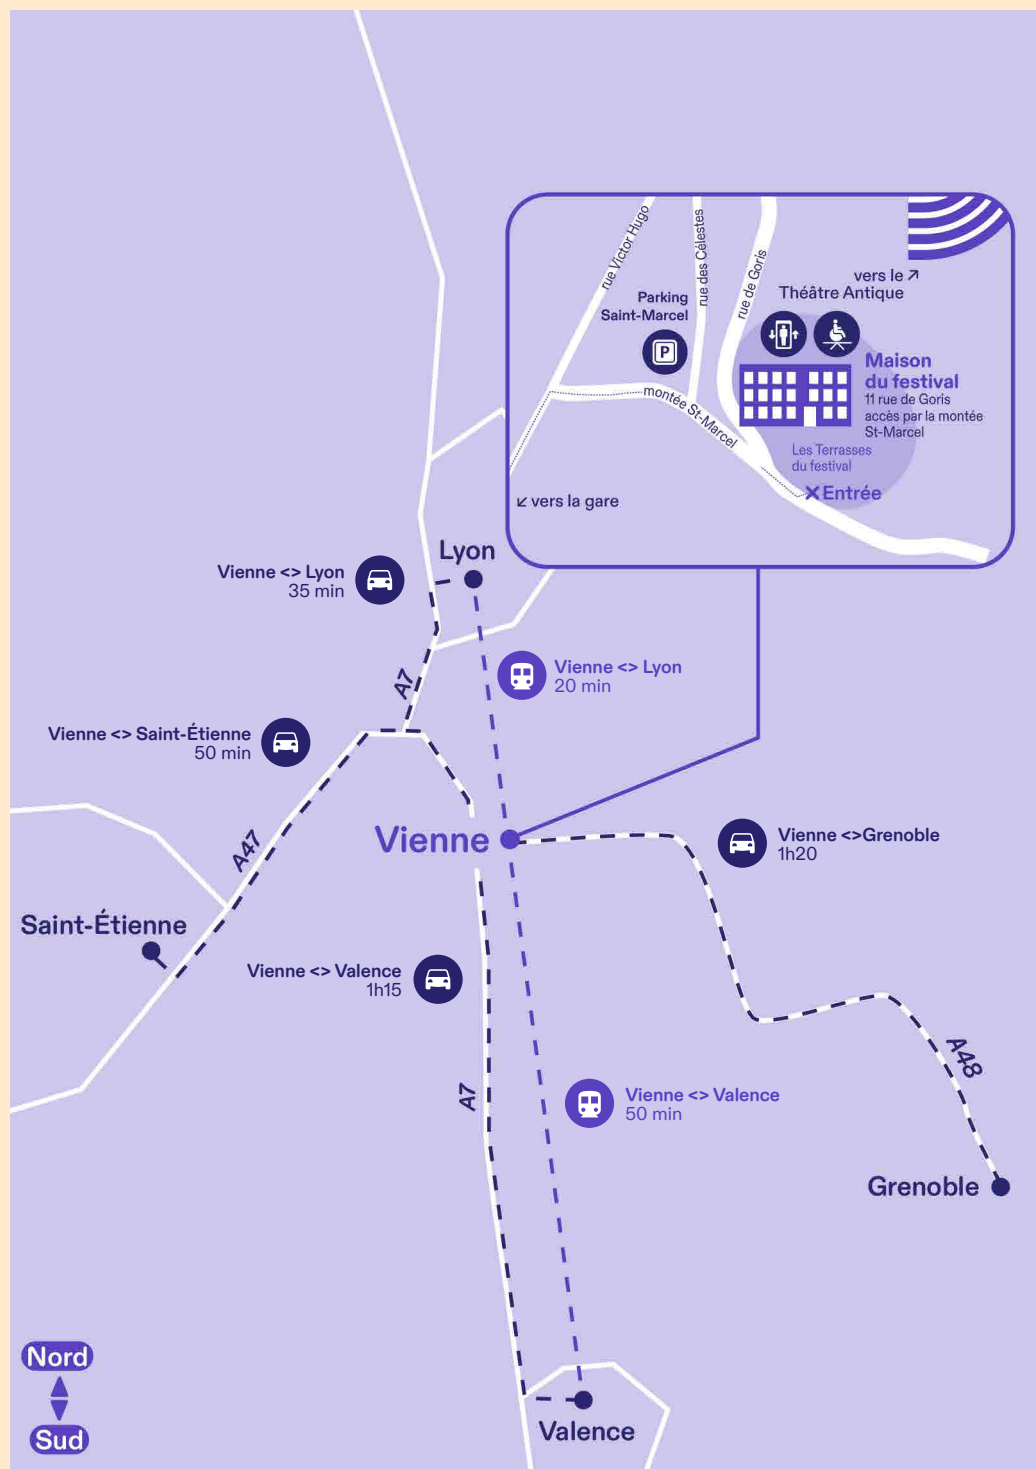 rue Victor Hugo
rue des Célestes
rue de Goris
vers le ↗
Théâtre Antique
Parking
Saint-Marcel
P
Maison
du festival
11 rue de Goris
accès par la montée
St-Marcel
montée St-Marcel
Les Terrasses
du festival
Entrée
↙ vers la gare
Lyon
Vienne <> Lyon
35 min
A7
Vienne <> Lyon
20 min
Vienne <> Saint-Étienne
50 min
Vienne
Vienne <>Grenoble
1h20
A47
Saint-Étienne
Vienne <> Valence
1h15
A7
A48
Vienne <> Valence
50 min
Grenoble
Nord
Sud
Valence